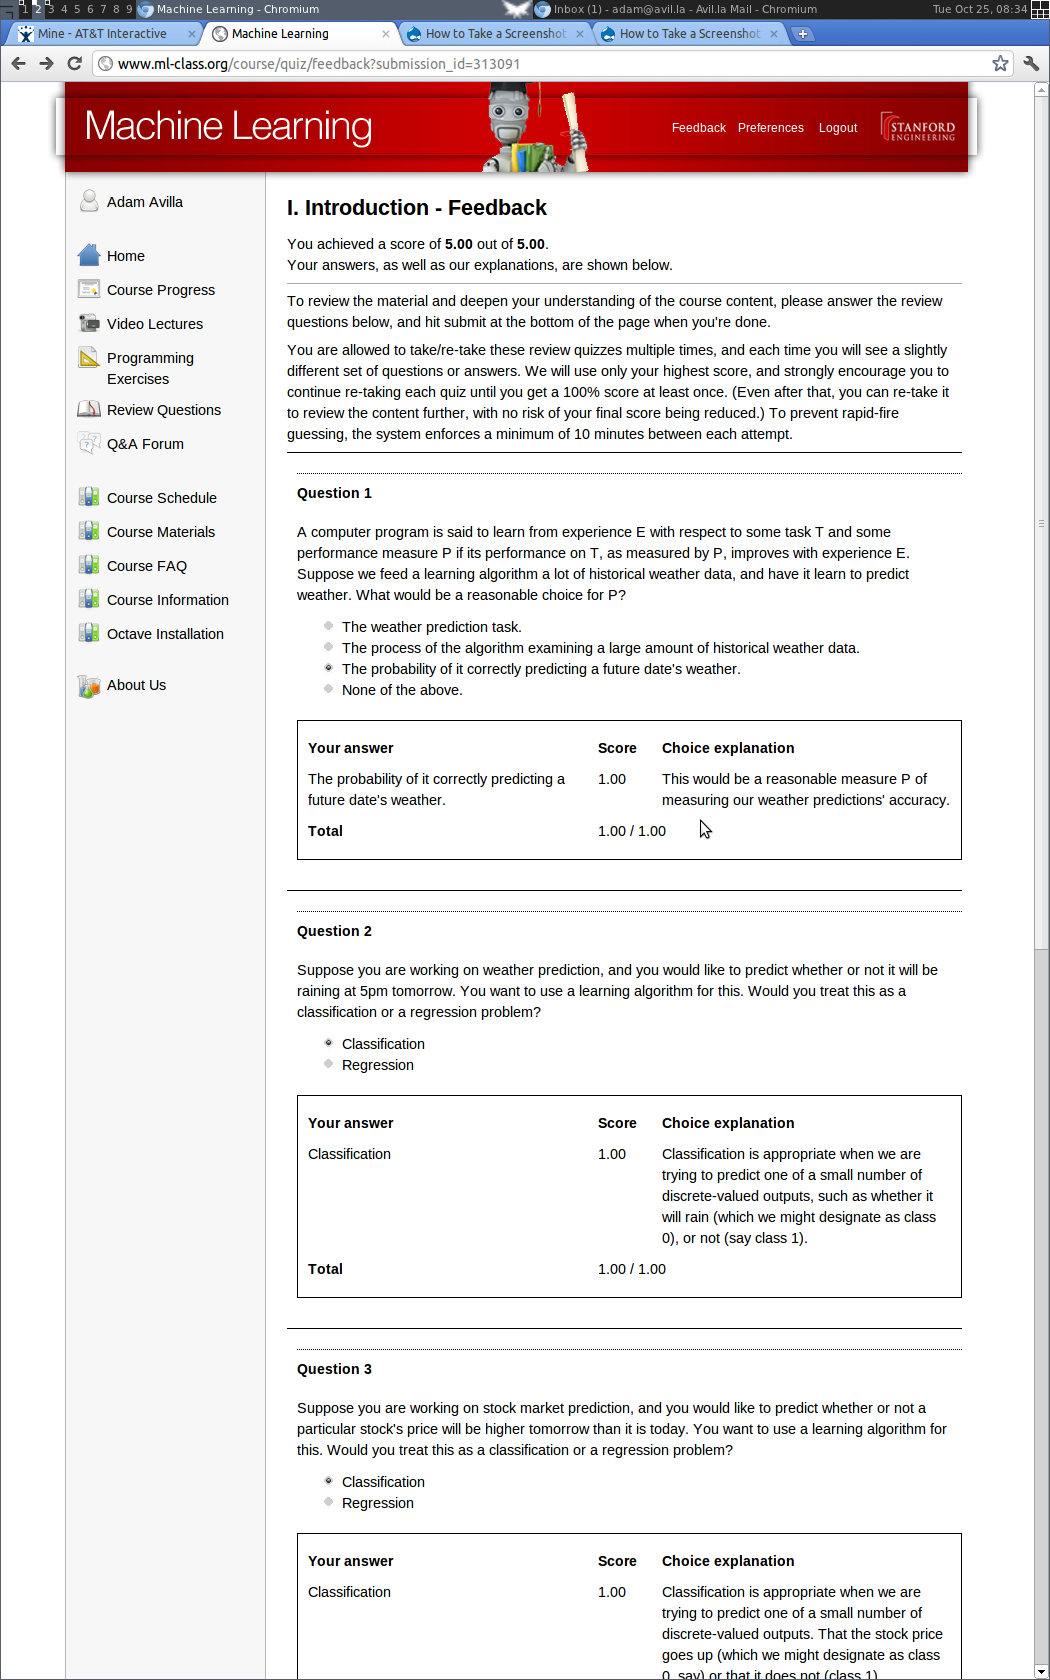 1 2 3 4 5 6 7 8 9 Machine Learning - Chromium Inbox (1) - adam@avil.la - Avil.la Mail - Chromium Tue Oct 25, 08:34
Mine - AT&T Interactive Machine Learning How to Take a Screenshot How to Take a Screenshot
www.ml-class.org/course/quiz/feedback?submission_id=313091
Machine Learning
Feedback Preferences Logout STANFORD
ENGINEERING
Adam Avilla
Home
Course Progress
Video Lectures
Programming
Exercises
Review Questions
Q&A Forum
Course Schedule
Course Materials
Course FAQ
Course Information
Octave Installation
About Us
I. Introduction - Feedback
You achieved a score of 5.00 out of 5.00.
Your answers, as well as our explanations, are shown below.
To review the material and deepen your understanding of the course content, please answer the review
questions below, and hit submit at the bottom of the page when you're done.
You are allowed to take/re-take these review quizzes multiple times, and each time you will see a slightly
different set of questions or answers. We will use only your highest score, and strongly encourage you to
continue re-taking each quiz until you get a 100% score at least once. (Even after that, you can re-take it
to review the content further, with no risk of your final score being reduced.) To prevent rapid-fire
guessing, the system enforces a minimum of 10 minutes between each attempt.
Question 1
A computer program is said to learn from experience E with respect to some task T and some
performance measure P if its performance on T, as measured by P, improves with experience E.
Suppose we feed a learning algorithm a lot of historical weather data, and have it learn to predict
weather. What would be a reasonable choice for P?
The weather prediction task.
The process of the algorithm examining a large amount of historical weather data.
The probability of it correctly predicting a future date's weather.
None of the above.
Your answer Score Choice explanation
The probability of it correctly predicting a 1.00 This would be a reasonable measure P of
future date's weather. measuring our weather predictions' accuracy.
Total 1.00 / 1.00
Question 2
Suppose you are working on weather prediction, and you would like to predict whether or not it will be
raining at 5pm tomorrow. You want to use a learning algorithm for this. Would you treat this as a
classification or a regression problem?
Classification
Regression
Your answer Score Choice explanation
Classification 1.00 Classification is appropriate when we are
trying to predict one of a small number of
discrete-valued outputs, such as whether it
will rain (which we might designate as class
0), or not (say class 1).
Total 1.00 / 1.00
Question 3
Suppose you are working on stock market prediction, and you would like to predict whether or not a
particular stock's price will be higher tomorrow than it is today. You want to use a learning algorithm for
this. Would you treat this as a classification or a regression problem?
Classification
Regression
Your answer Score Choice explanation
Classification 1.00 Classification is appropriate when we are
trying to predict one of a small number of
discrete-valued outputs. That the stock price
goes up (which we might designate as class
0, say) or that it does not (class 1)